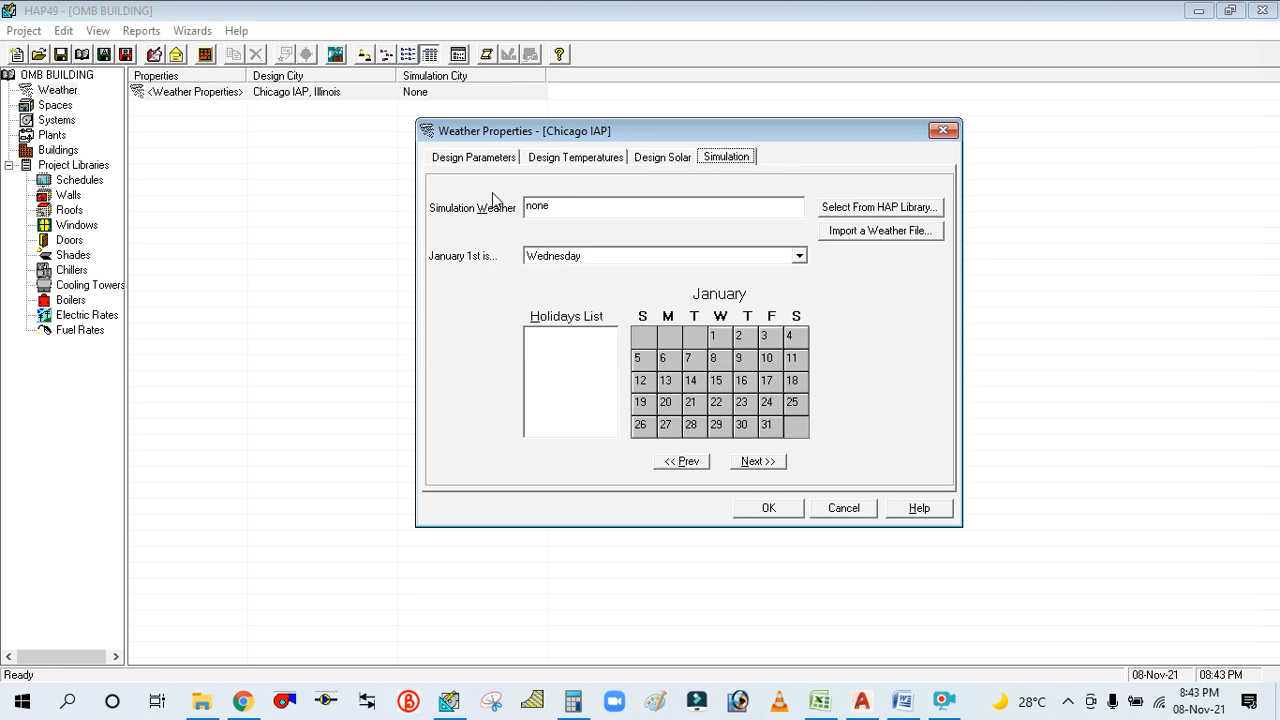 HAP49 - [OMB BUILDING]
Project Edit View Reports Wizards Help
OMB BUILDING
Weather
Spaces
Systems
Plants
Buildings
Project Libraries
Schedules
Walls
Roofs
Windows
Doors
Shades
Chillers
Cooling Towers
Boilers
Electric Rates
Fuel Rates
Properties Design City Simulation City
<Weather Properties> Chicago IAP, Illinois None
Weather Properties - [Chicago IAP]
Design Parameters Design Temperatures Design Solar Simulation
Simulation Weather none Select From HAP Library...
Import a Weather File...
January 1st is... Wednesday
January
Holidays List S M T W T F S
1 2 3 4
5 6 7 8 9 10 11
12 13 14 15 16 17 18
19 20 21 22 23 24 25
26 27 28 29 30 31
<< Prev Next >>
OK Cancel Help
Ready 08-Nov-21 08:43 PM
28°C 8:43 PM
08-Nov-21